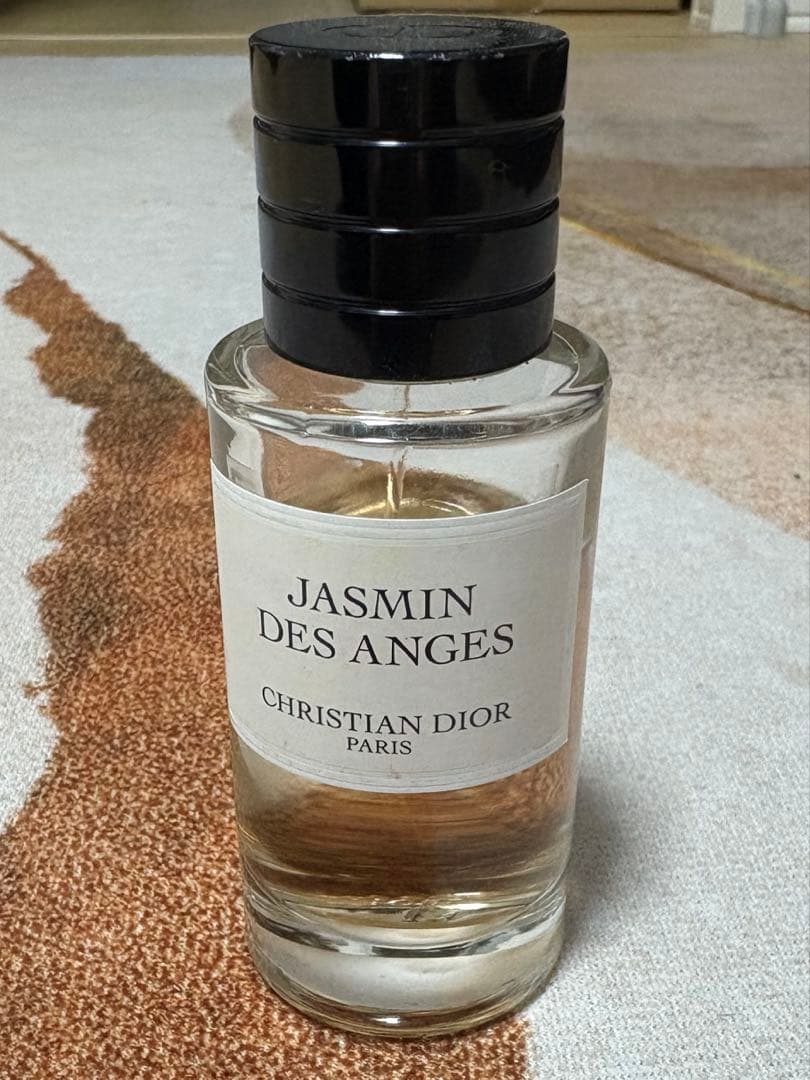 JASMIN
DES ANGES
CHRISTIAN DIOR
PARIS